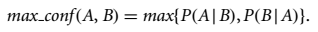 max_conf(A, B) = max{P(A|B), P(B|A)}.